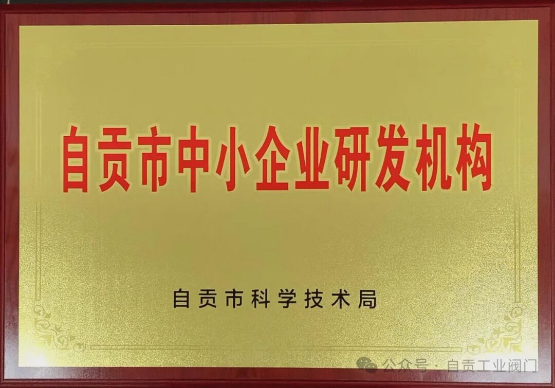 自贡市中小企业研发机构
自贡市科学技术局
公众号·自贡工业阀门